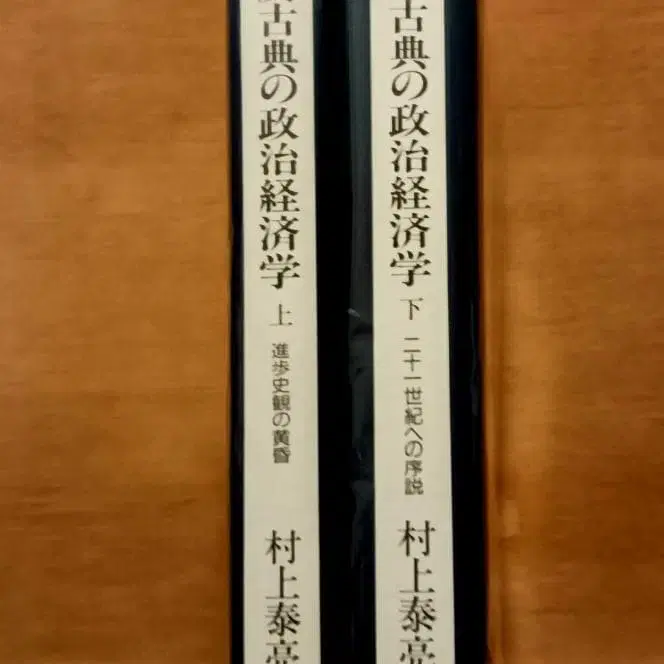 古典の政治経済学 上 進歩史観の黄昏 村上泰亮
古典の政治経済学 下 二十一世紀への序説 村上泰亮